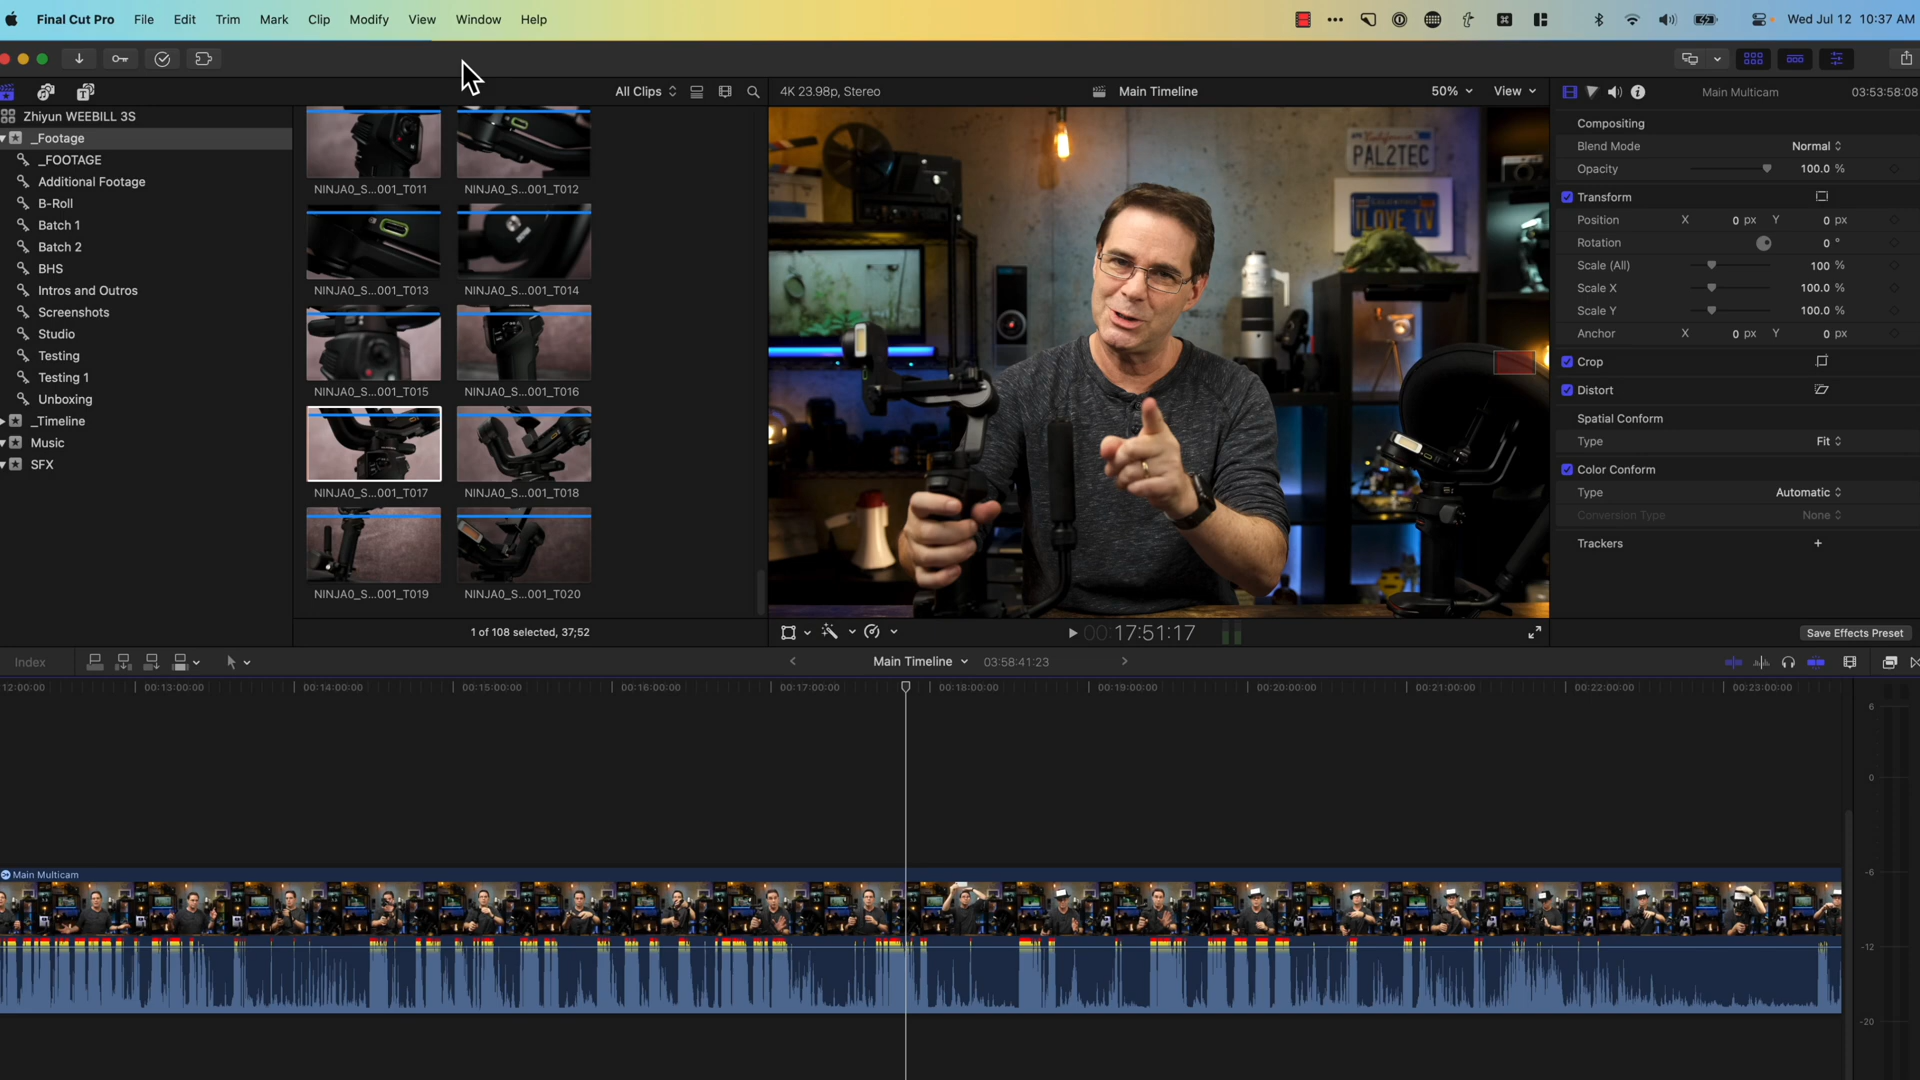 Final Cut Pro File Edit Trim Mark Clip Modify View Window Help Wed Jul 12 10:37 AM
All Clips 4K 23.98p, Stereo Main Timeline 50% View Main Multicam 03:53:58:08
Zhiyun WEEBILL 3S
_Footage
_FOOTAGE
Additional Footage
B-Roll
Batch 1
Batch 2
BHS
Intros and Outros
Screenshots
Studio
Testing
Testing 1
Unboxing
_Timeline
Music
SFX
NINJA0_S...001_T011 NINJA0_S...001_T012
NINJA0_S...001_T013 NINJA0_S...001_T014
NINJA0_S...001_T015 NINJA0_S...001_T016
NINJA0_S...001_T017 NINJA0_S...001_T018
NINJA0_S...001_T019 NINJA0_S...001_T020
1 of 108 selected, 37;52
California
PAL2TEC
I LOVE TV
00:17:51:17
Compositing
Blend Mode Normal
Opacity 100.0 %
Transform
Position X 0 px Y 0 px
Rotation 0 °
Scale (All) 100 %
Scale X 100.0 %
Scale Y 100.0 %
Anchor X 0 px Y 0 px
Crop
Distort
Spatial Conform
Type Fit
Color Conform
Type Automatic
Conversion Type None
Trackers +
Save Effects Preset
Index Main Timeline 03:58:41:23
12:00:00 00:13:00:00 00:14:00:00 00:15:00:00 00:16:00:00 00:17:00:00 00:18:00:00 00:19:00:00 00:20:00:00 00:21:00:00 00:22:00:00 00:23:00:00
6
0
-6
-12
-20
Main Multicam